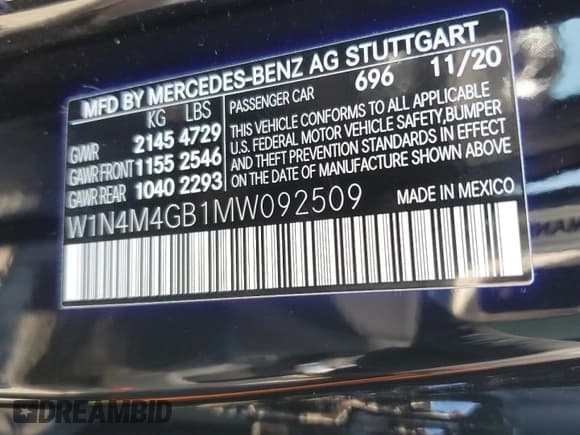 MFD BY MERCEDES-BENZ AG STUTTGART
KG LBS
GVWR 2145 4729
GAWR FRONT 1155 2546
GAWR REAR 1040 2293
696 11/20
PASSENGER CAR
THIS VEHICLE CONFORMS TO ALL APPLICABLE
U.S. FEDERAL MOTOR VEHICLE SAFETY,BUMPER
AND THEFT PREVENTION STANDARDS IN EFFECT
ON THE DATE OF MANUFACTURE SHOWN ABOVE.
W1N4M4GB1MW092509
MADE IN MEXICO
DREAMBID